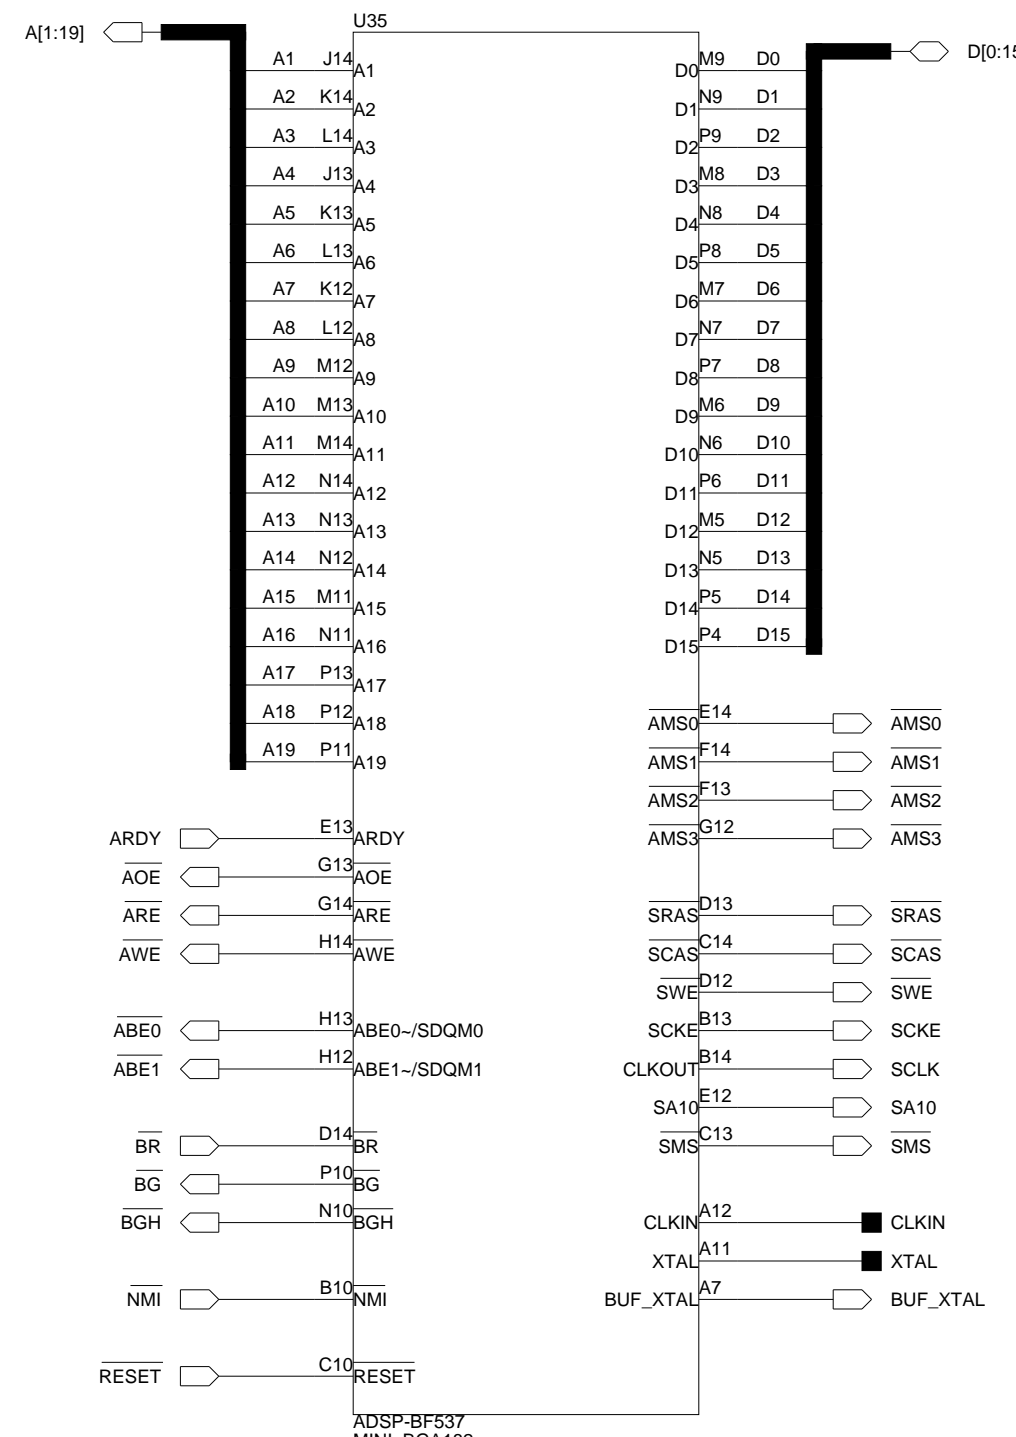 U35
A[1:19]
D[0:15
A1 J14 A1
D0 M9 D0
A2 K14 A2
D1 N9 D1
A3 L14 A3
D2 P9 D2
A4 J13 A4
D3 M8 D3
A5 K13 A5
D4 N8 D4
A6 L13 A6
D5 P8 D5
A7 K12 A7
D6 M7 D6
A8 L12 A8
D7 N7 D7
A9 M12 A9
D8 P7 D8
A10 M13 A10
D9 M6 D9
A11 M14 A11
D10 N6 D10
A12 N14 A12
D11 P6 D11
A13 N13 A13
D12 M5 D12
A14 N12 A14
D13 N5 D13
A15 M11 A15
D14 P5 D14
A16 N11 A16
D15 P4 D15
A17 P13 A17
A18 P12 A18
AMS0 E14 AMS0
A19 P11 A19
AMS1 F14 AMS1
AMS2 F13 AMS2
ARDY E13 ARDY
AMS3 G12 AMS3
AOE G13 AOE
ARE G14 ARE
SRAS D13 SRAS
AWE H14 AWE
SCAS C14 SCAS
SWE D12 SWE
ABE0 H13 ABE0~/SDQM0
SCKE B13 SCKE
ABE1 H12 ABE1~/SDQM1
CLKOUT B14 SCLK
SA10 E12 SA10
BR D14 BR
SMS C13 SMS
BG P10 BG
BGH N10 BGH
CLKIN A12 CLKIN
XTAL A11 XTAL
NMI B10 NMI
BUF_XTAL A7 BUF_XTAL
RESET C10 RESET
ADSP-BF537